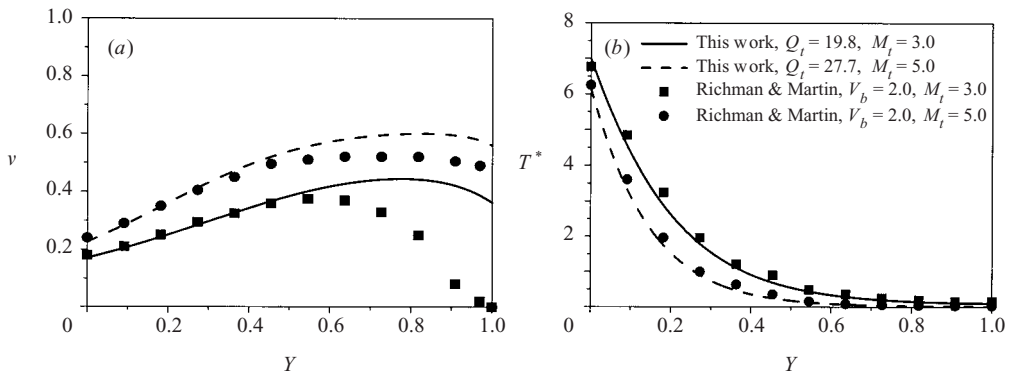 1.0
0.8
0.6
0.4
0.2
0
0.2
0.4
0.6
0.8
1.0
(a)
ν
Y
8
6
4
2
0
0.2
0.4
0.6
0.8
1.0
(b)
T*
Y
This work, Q_t = 19.8, M_t = 3.0
This work, Q_t = 27.7, M_t = 5.0
Richman & Martin, V_b = 2.0, M_t = 3.0
Richman & Martin, V_b = 2.0, M_t = 5.0